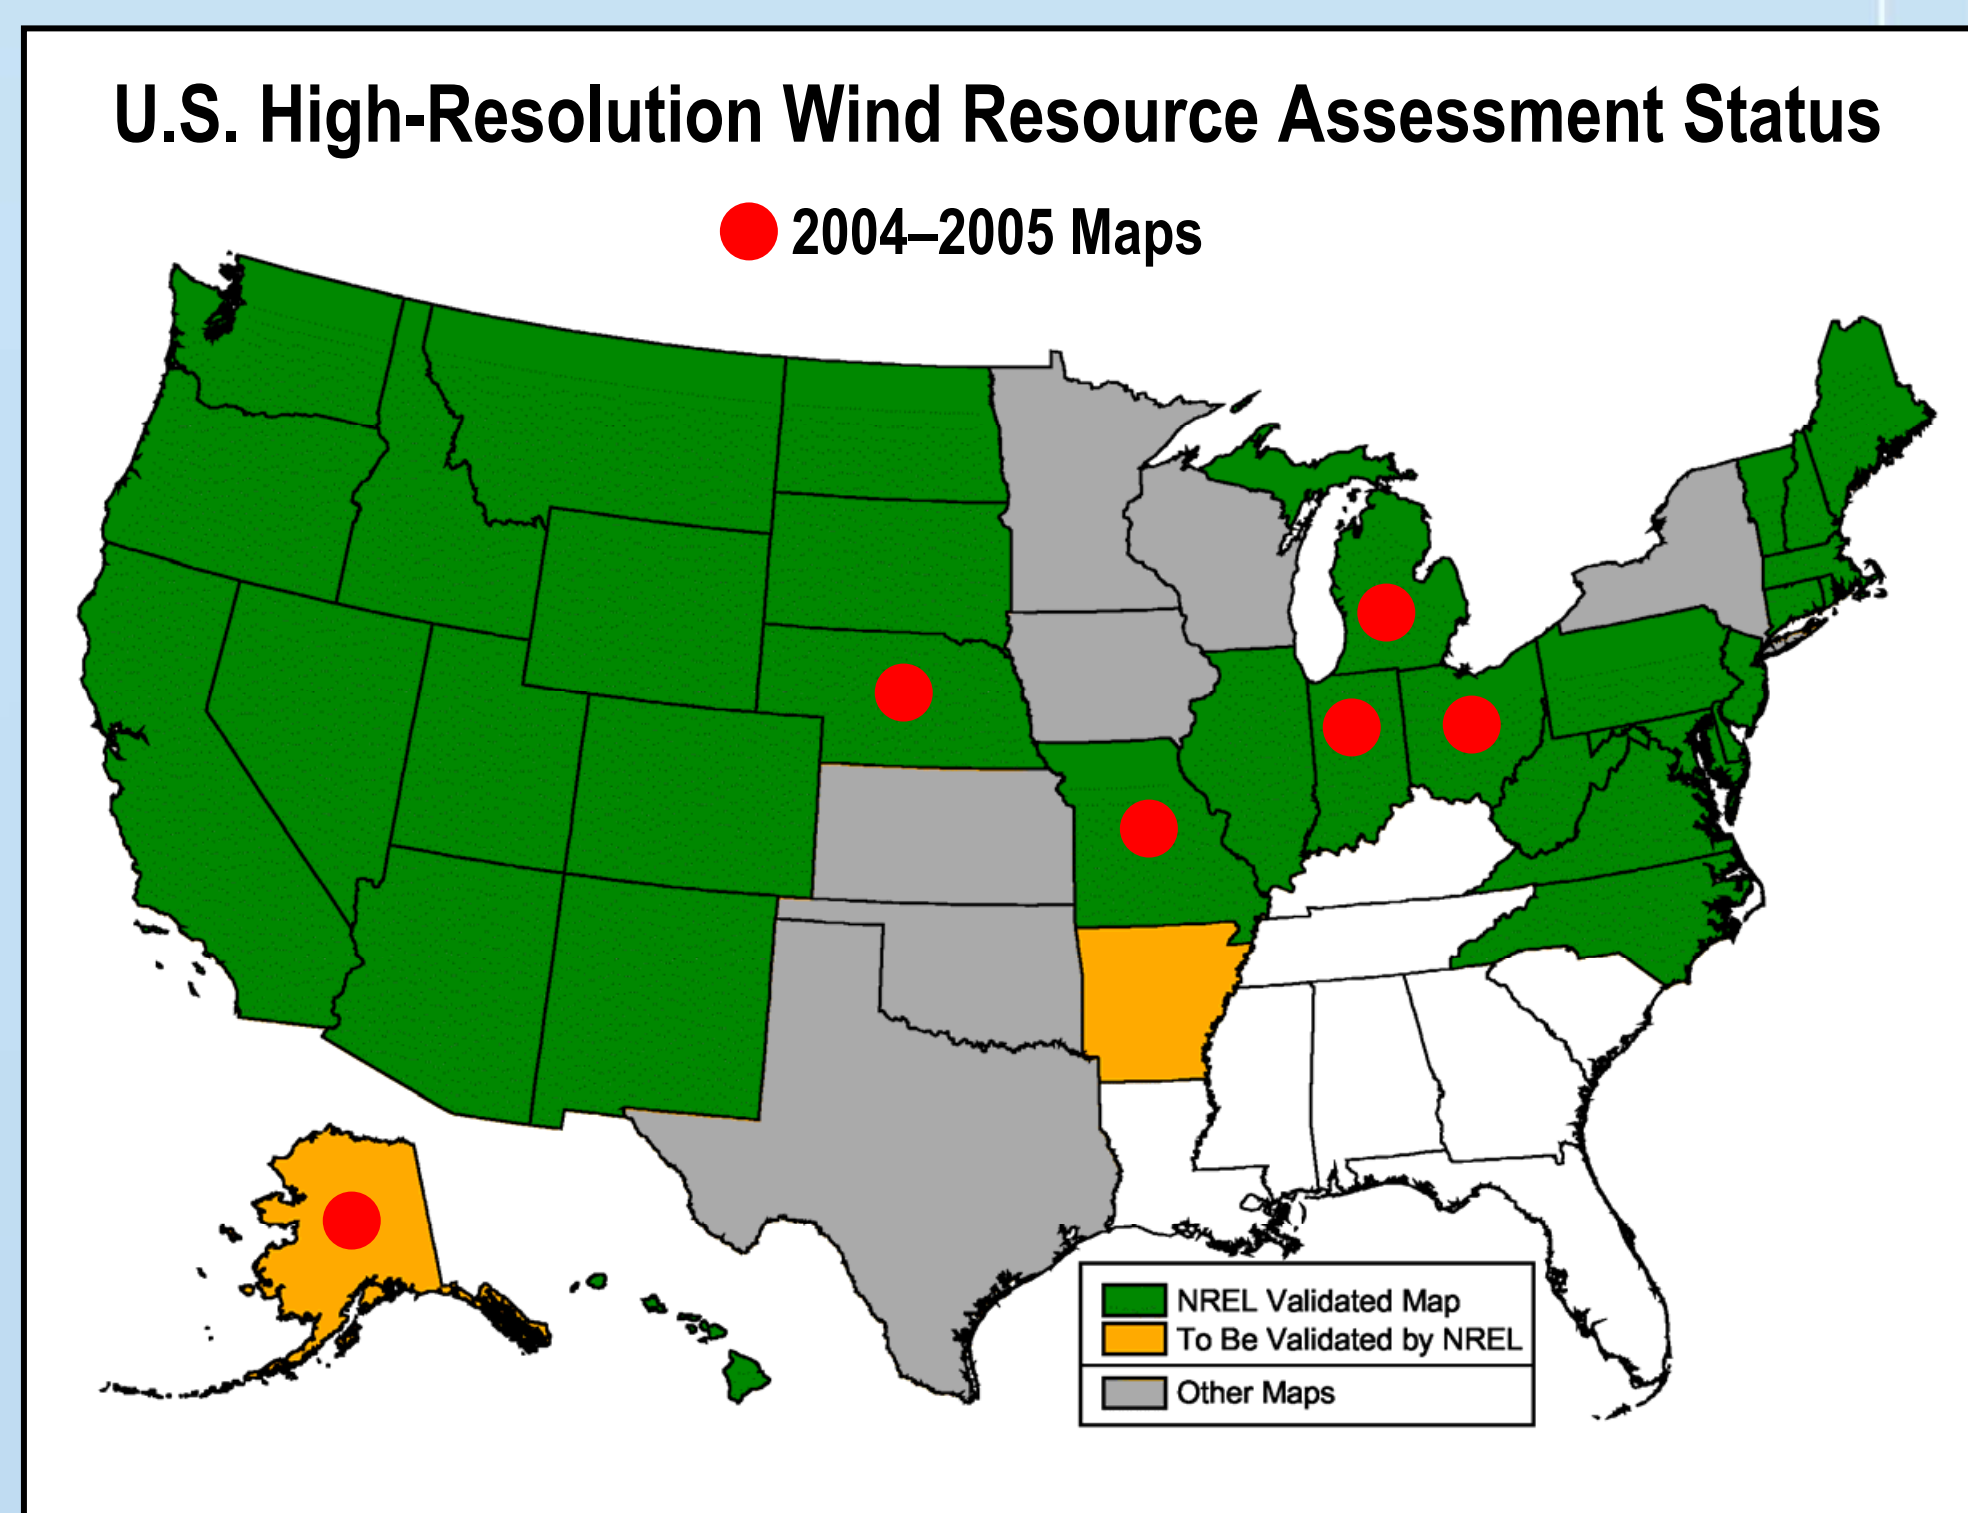 U.S. High-Resolution Wind Resource Assessment Status
2004–2005 Maps
NREL Validated Map
To Be Validated by NREL
Other Maps